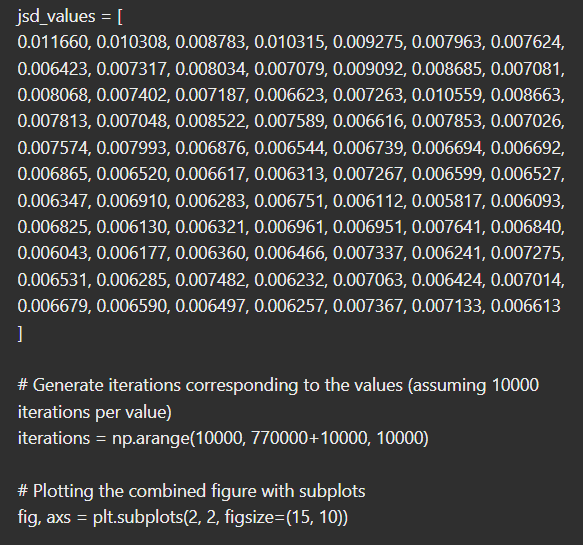 jsd_values = [
0.011660, 0.010308, 0.008783, 0.010315, 0.009275, 0.007963, 0.007624,
0.006423, 0.007317, 0.008034, 0.007079, 0.009092, 0.008685, 0.007081,
0.008068, 0.007402, 0.007187, 0.006623, 0.007263, 0.010559, 0.008663,
0.007813, 0.007048, 0.008522, 0.007589, 0.006616, 0.007853, 0.007026,
0.007574, 0.007993, 0.006876, 0.006544, 0.006739, 0.006694, 0.006692,
0.006865, 0.006520, 0.006617, 0.006313, 0.007267, 0.006599, 0.006527,
0.006347, 0.006910, 0.006283, 0.006751, 0.006112, 0.005817, 0.006093,
0.006825, 0.006130, 0.006321, 0.006961, 0.006951, 0.007641, 0.006840,
0.006043, 0.006177, 0.006360, 0.006466, 0.007337, 0.006241, 0.007275,
0.006531, 0.006285, 0.007482, 0.006232, 0.007063, 0.006424, 0.007014,
0.006679, 0.006590, 0.006497, 0.006257, 0.007367, 0.007133, 0.006613
]
# Generate iterations corresponding to the values (assuming 10000
iterations per value)
iterations = np.arange(10000, 770000+10000, 10000)
# Plotting the combined figure with subplots
fig, axs = plt.subplots(2, 2, figsize=(15, 10))